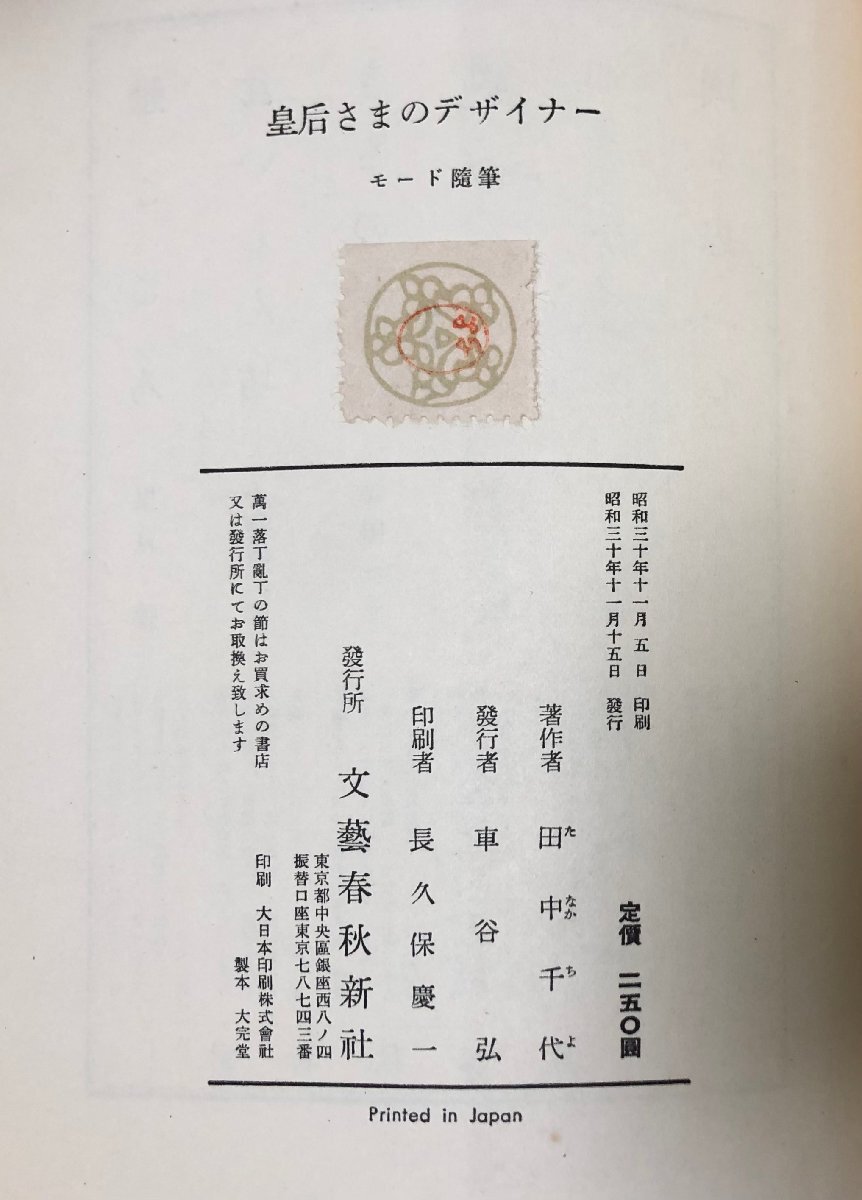 皇后さまのデザイナー
モード隨筆
昭和三十年十一月 五 日 印刷
昭和三十年十一月十五日 發行
定價 二五〇圓
著作者 田中千代
た なか ち よ
發行者 車谷弘
印刷者 長久保慶一
發行所 文藝春秋新社
東京都中央區銀座西八ノ四
振替口座東京七八七四三番
萬一落丁亂丁の節はお買求めの書店
又は發行所にてお取換え致します
印刷 大日本印刷株式會社
製本 大完堂
Printed in Japan